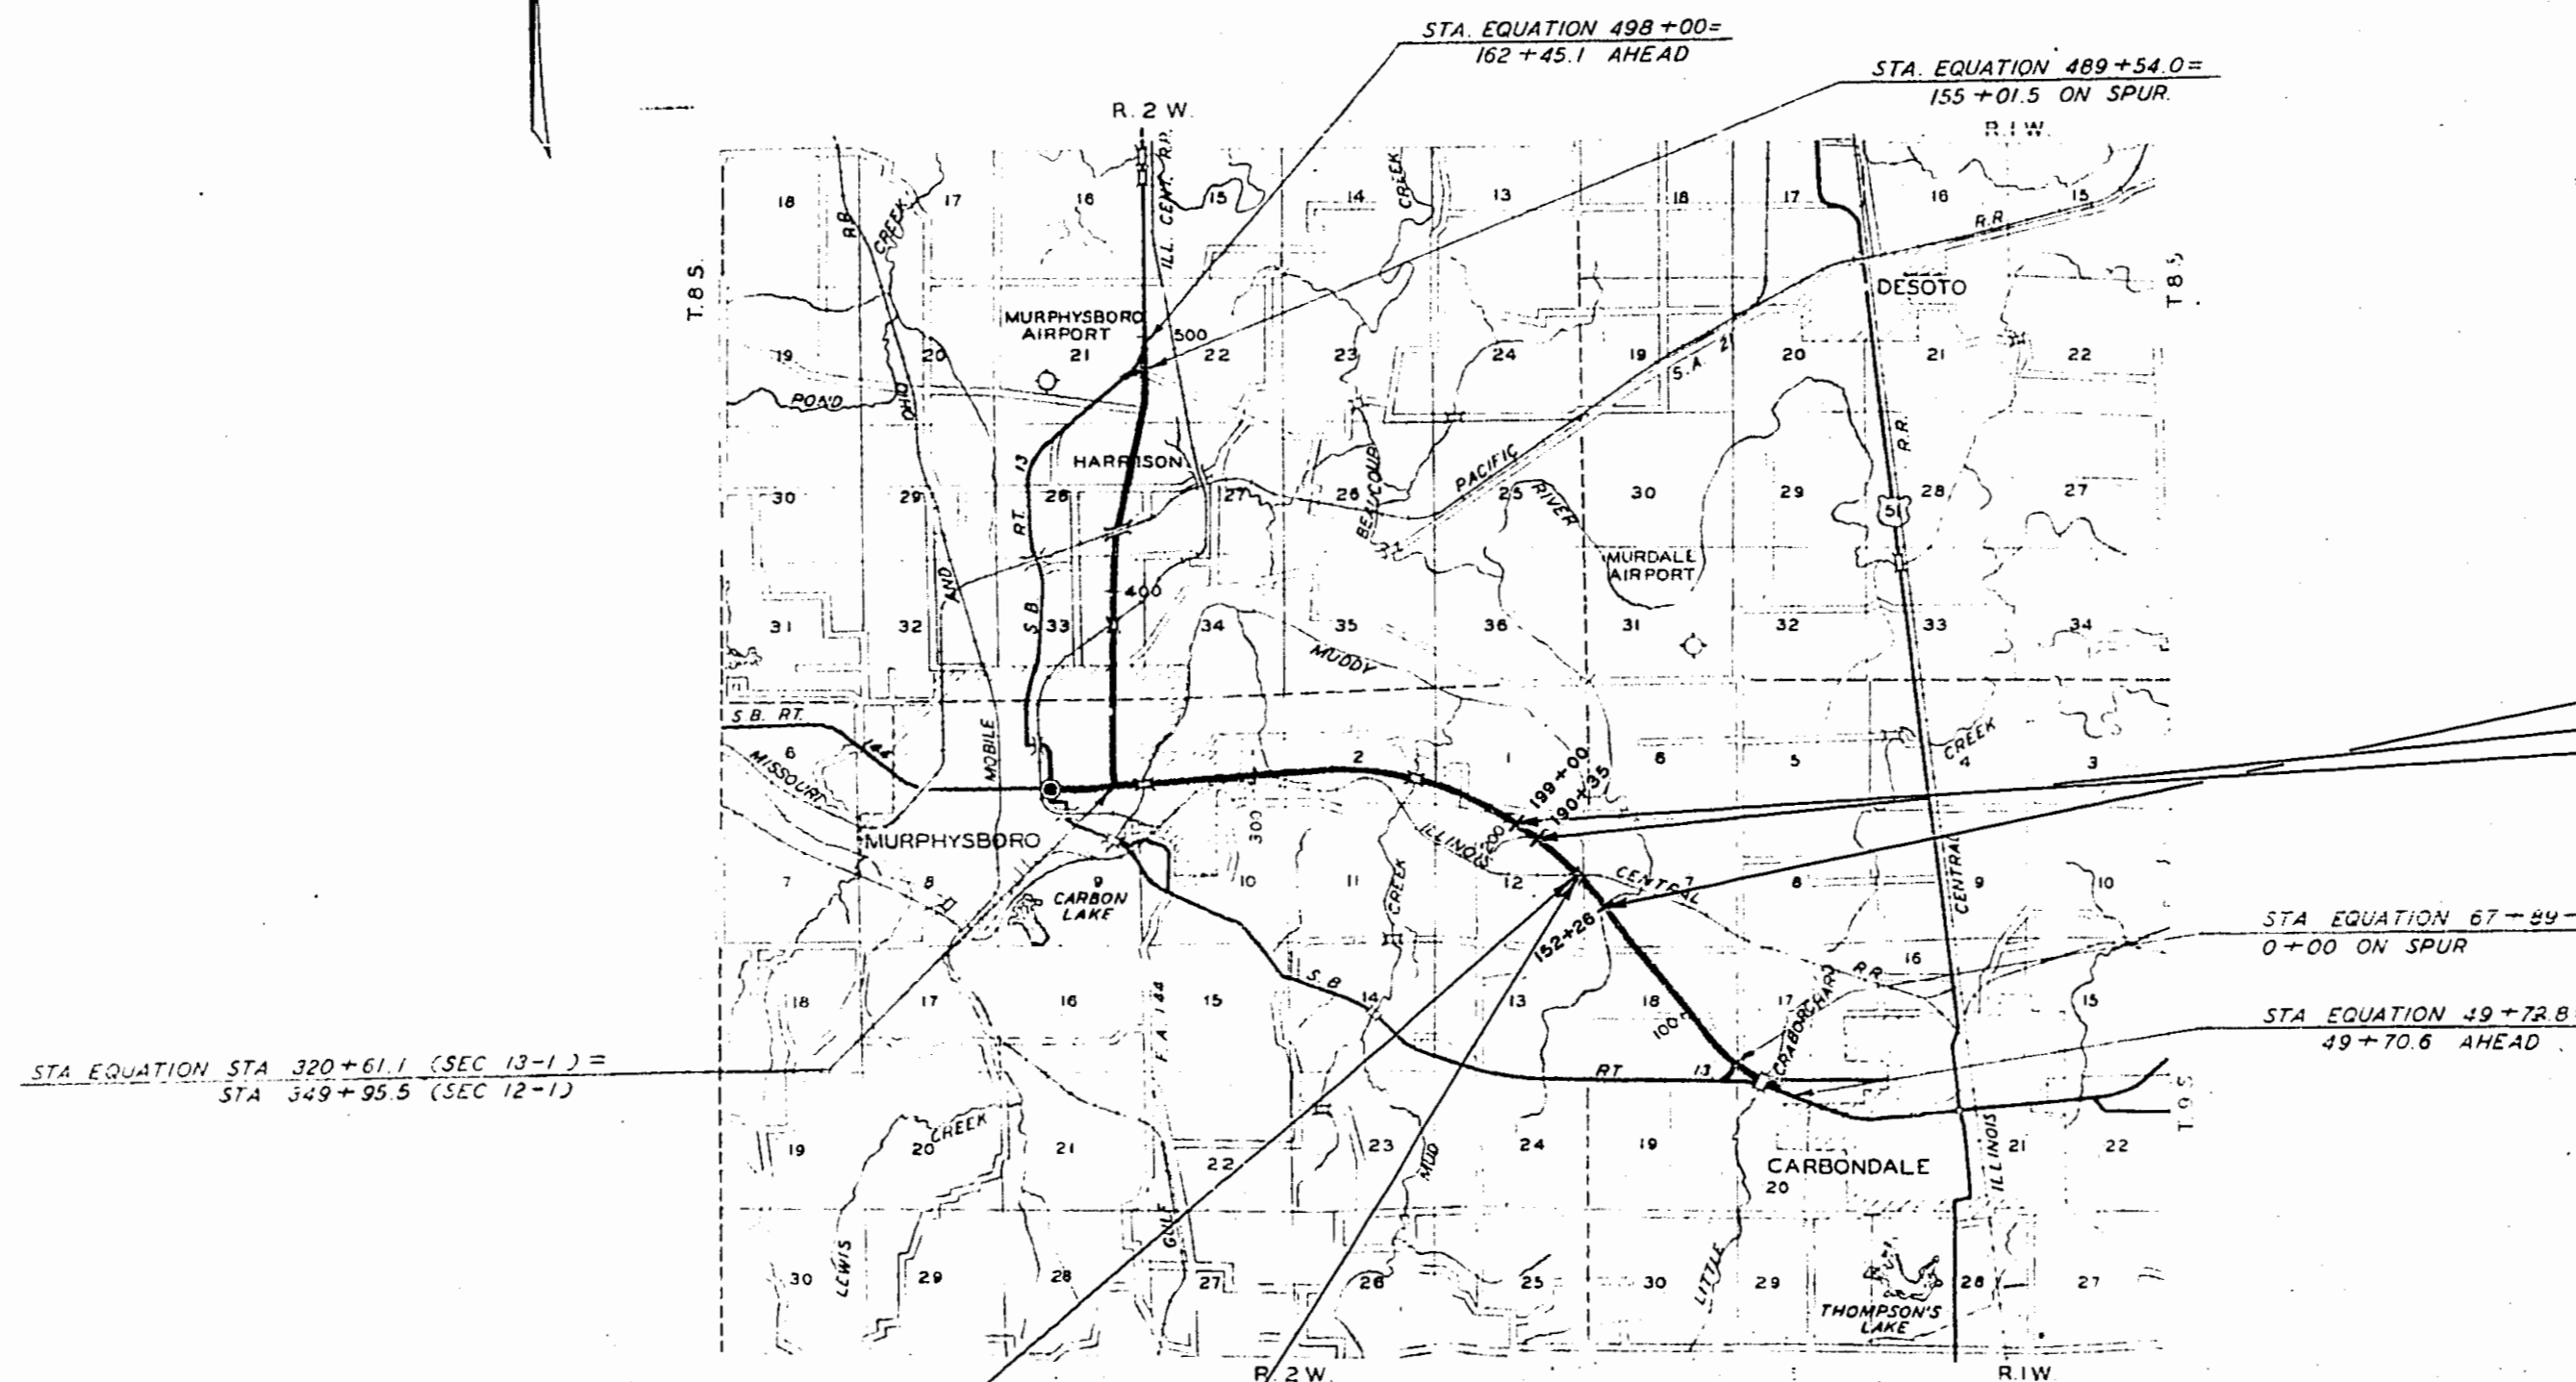 STA. EQUATION 498+00=
162+45.1 AHEAD
STA. EQUATION 489+54.0=
155+01.5 ON SPUR.
R. 2 W.
R. 1 W.
18
17
16
15
14
13
18
17
16
15
R.R.
CREEK
ILL. CENT. R.R.
CREEK
R.R.
T. 8 S.
T. 8 S.
DESOTO
MURPHYSBORO
AIRPORT
500
19
20
21
22
23
24
19
20
21
22
S. A. 21
POND
OHIO
R.R.
HARRISON
RT. 13
BEAUCOUP
PACIFIC
RIVER
30
29
28
27
26
25
30
29
28
27
51
MURDALE
AIRPORT
AND
400
S B
31
32
33
34
35
36
31
32
33
34
MUDDY
S B. RT.
144
MISSOURI
MOBILE
6
2
1
6
5
4
3
CREEK
199+00
190+35
200
300
MURPHYSBORO
ILLINOIS
CENTRAL
CENTRAL
7
8
9
10
11
12
7
8
9
10
CARBON
LAKE
CREEK
152+26
STA EQUATION 67+89
0+00 ON SPUR
R.R.
S. B
18
17
16
15
14
13
18
17
16
15
F. A. 144
100
CRABORCHARD
STA EQUATION 49+72.8
49+70.6 AHEAD
STA EQUATION STA 320+61.1 (SEC 13-1) =
STA 349+95.5 (SEC 12-1)
RT
13
T. 9 S.
CREEK
19
20
21
22
23
24
19
20
21
22
CARBONDALE
ILLINOIS
MUD
LEWIS
GULF
LITTLE
30
29
28
27
26
25
30
29
28
27
THOMPSON'S
LAKE
R. 2 W.
R. 1 W.